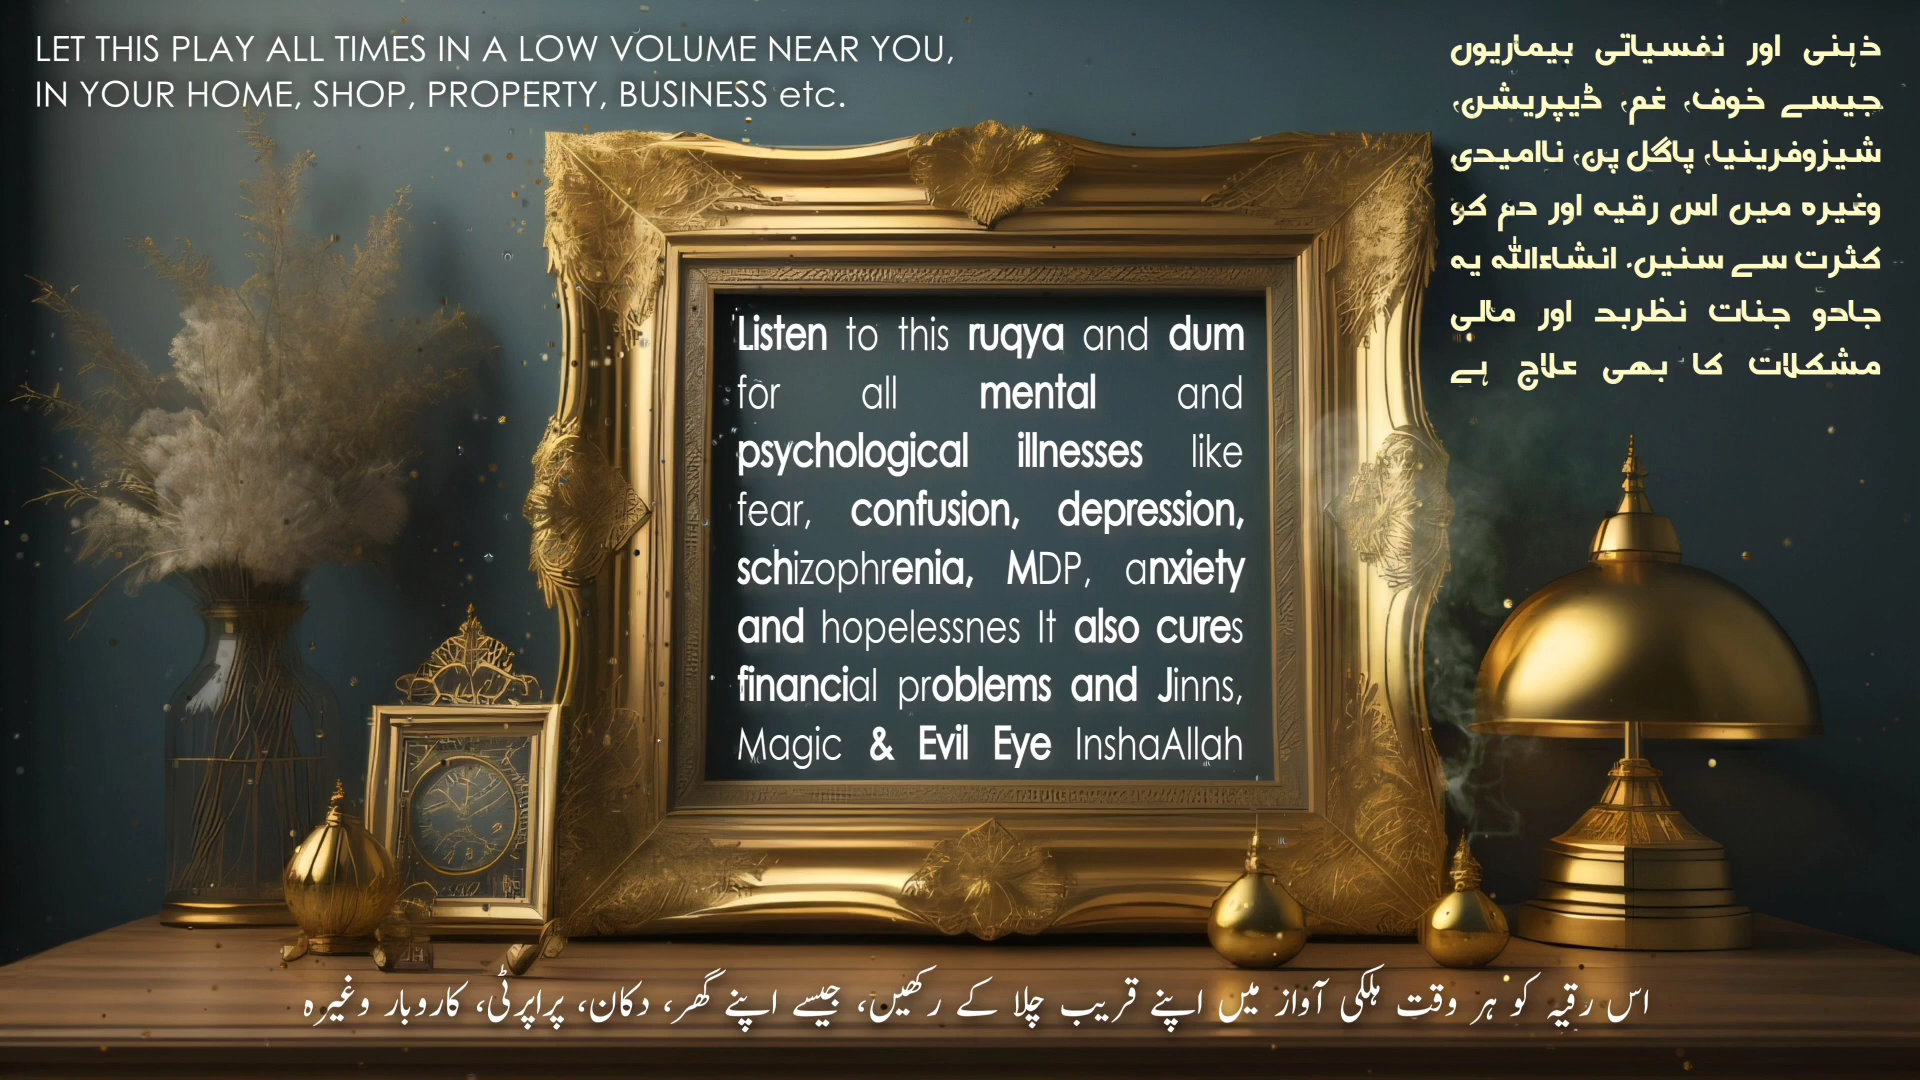 LET THIS PLAY ALL TIMES IN A LOW VOLUME NEAR YOU,
IN YOUR HOME, SHOP, PROPERTY, BUSINESS etc.
ذہنی اور نفسیاتی بیماریوں
جیسے خوف، غم، ڈیپریشن،
شیزوفرینیا، پاگل پن، ناامیدی
وغیرہ میں اس رقیہ اور دم کو
کثرت سے سنیں. انشاءاللہ یہ
جادو جنات نظربد اور مالی
مشکلات کا بھی علاج ہے
Listen to this ruqya and dum
for all mental and
psychological illnesses like
fear, confusion, depression,
schizophrenia, MDP, anxiety
and hopelessnes It also cures
financial problems and Jinns,
Magic & Evil Eye InshaAllah
اس رقیہ کو ہر وقت ہلکی آواز میں اپنے قریب چلا کے رکھیں، جیسے اپنے گھر، دکان، پراپرٹی، کاروبار وغیرہ